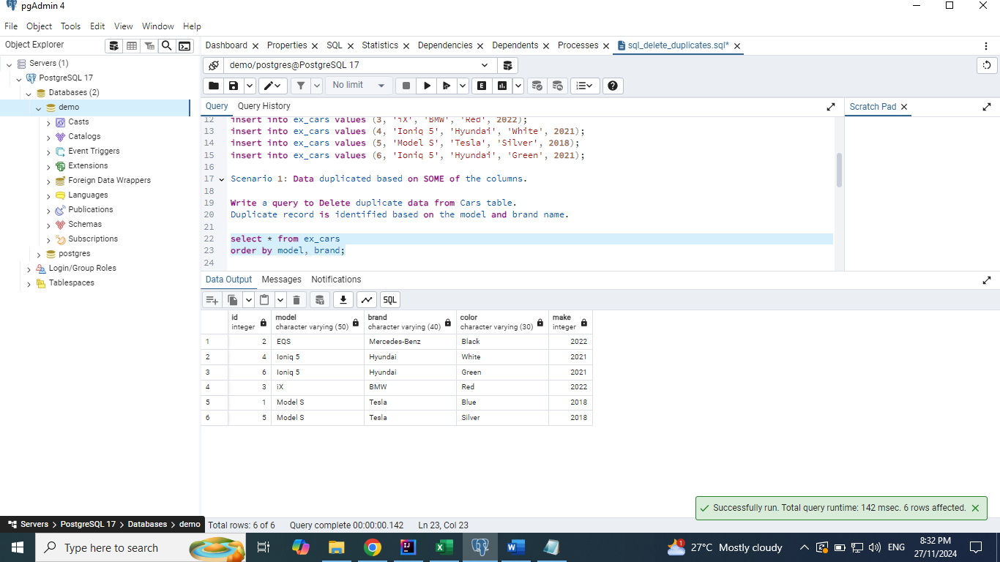 pgAdmin 4
File Object Tools Edit View Window Help
Object Explorer
Dashboard Properties SQL Statistics Dependencies Dependents Processes sql_delete_duplicates.sql*
Servers (1)
PostgreSQL 17
Databases (2)
demo
Casts
Catalogs
Event Triggers
Extensions
Foreign Data Wrappers
Languages
Publications
Schemas
Subscriptions
postgres
Login/Group Roles
Tablespaces
demo/postgres@PostgreSQL 17
No limit
E
Query Query History
Scratch Pad
12 insert into ex_cars values (3, 'iX', 'BMW', 'Red', 2022);
13 insert into ex_cars values (4, 'Ioniq 5', 'Hyundai', 'White', 2021);
14 insert into ex_cars values (5, 'Model S', 'Tesla', 'Silver', 2018);
15 insert into ex_cars values (6, 'Ioniq 5', 'Hyundai', 'Green', 2021);
16
17 Scenario 1: Data duplicated based on SOME of the columns.
18
19 Write a query to Delete duplicate data from Cars table.
20 Duplicate record is identified based on the model and brand name.
21
22 select * from ex_cars
23 order by model, brand;
24
Data Output Messages Notifications
SQL
id model brand color make
integer character varying (50) character varying (40) character varying (30) integer
1 2 EQS Mercedes-Benz Black 2022
2 4 Ioniq 5 Hyundai White 2021
3 6 Ioniq 5 Hyundai Green 2021
4 3 iX BMW Red 2022
5 1 Model S Tesla Blue 2018
6 5 Model S Tesla Silver 2018
Successfully run. Total query runtime: 142 msec. 6 rows affected.
Servers > PostgreSQL 17 > Databases > demo
Total rows: 6 of 6 Query complete 00:00:00.142 Ln 23, Col 23
Type here to search
1
27°C Mostly cloudy
ENG
8:32 PM
27/11/2024